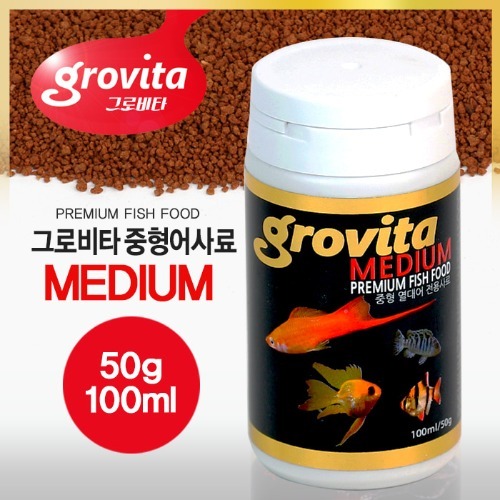 grovita
그로비타
PREMIUM FISH FOOD
그로비타 중형어사료
MEDIUM
50g
100ml
grovita
MEDIUM
PREMIUM FISH FOOD
중형 열대어 전용사료
100ml/50g